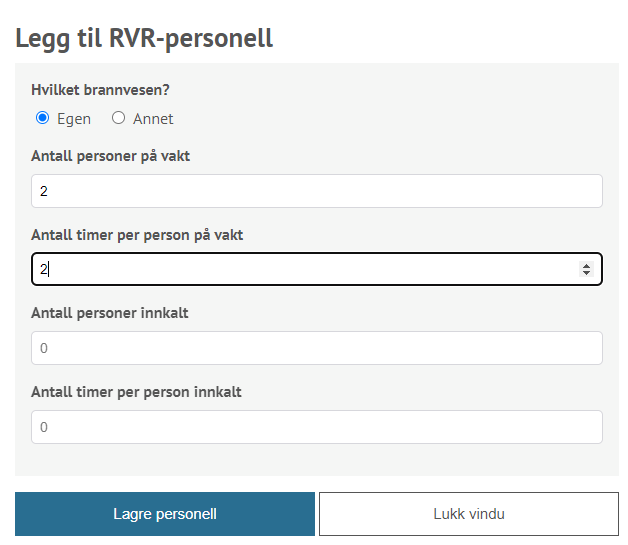 Legg til RVR-personell
Hvilket brannvesen?
Egen Annet
Antall personer på vakt
2
Antall timer per person på vakt
2
Antall personer innkalt
0
Antall timer per person innkalt
0
Lagre personell Lukk vindu